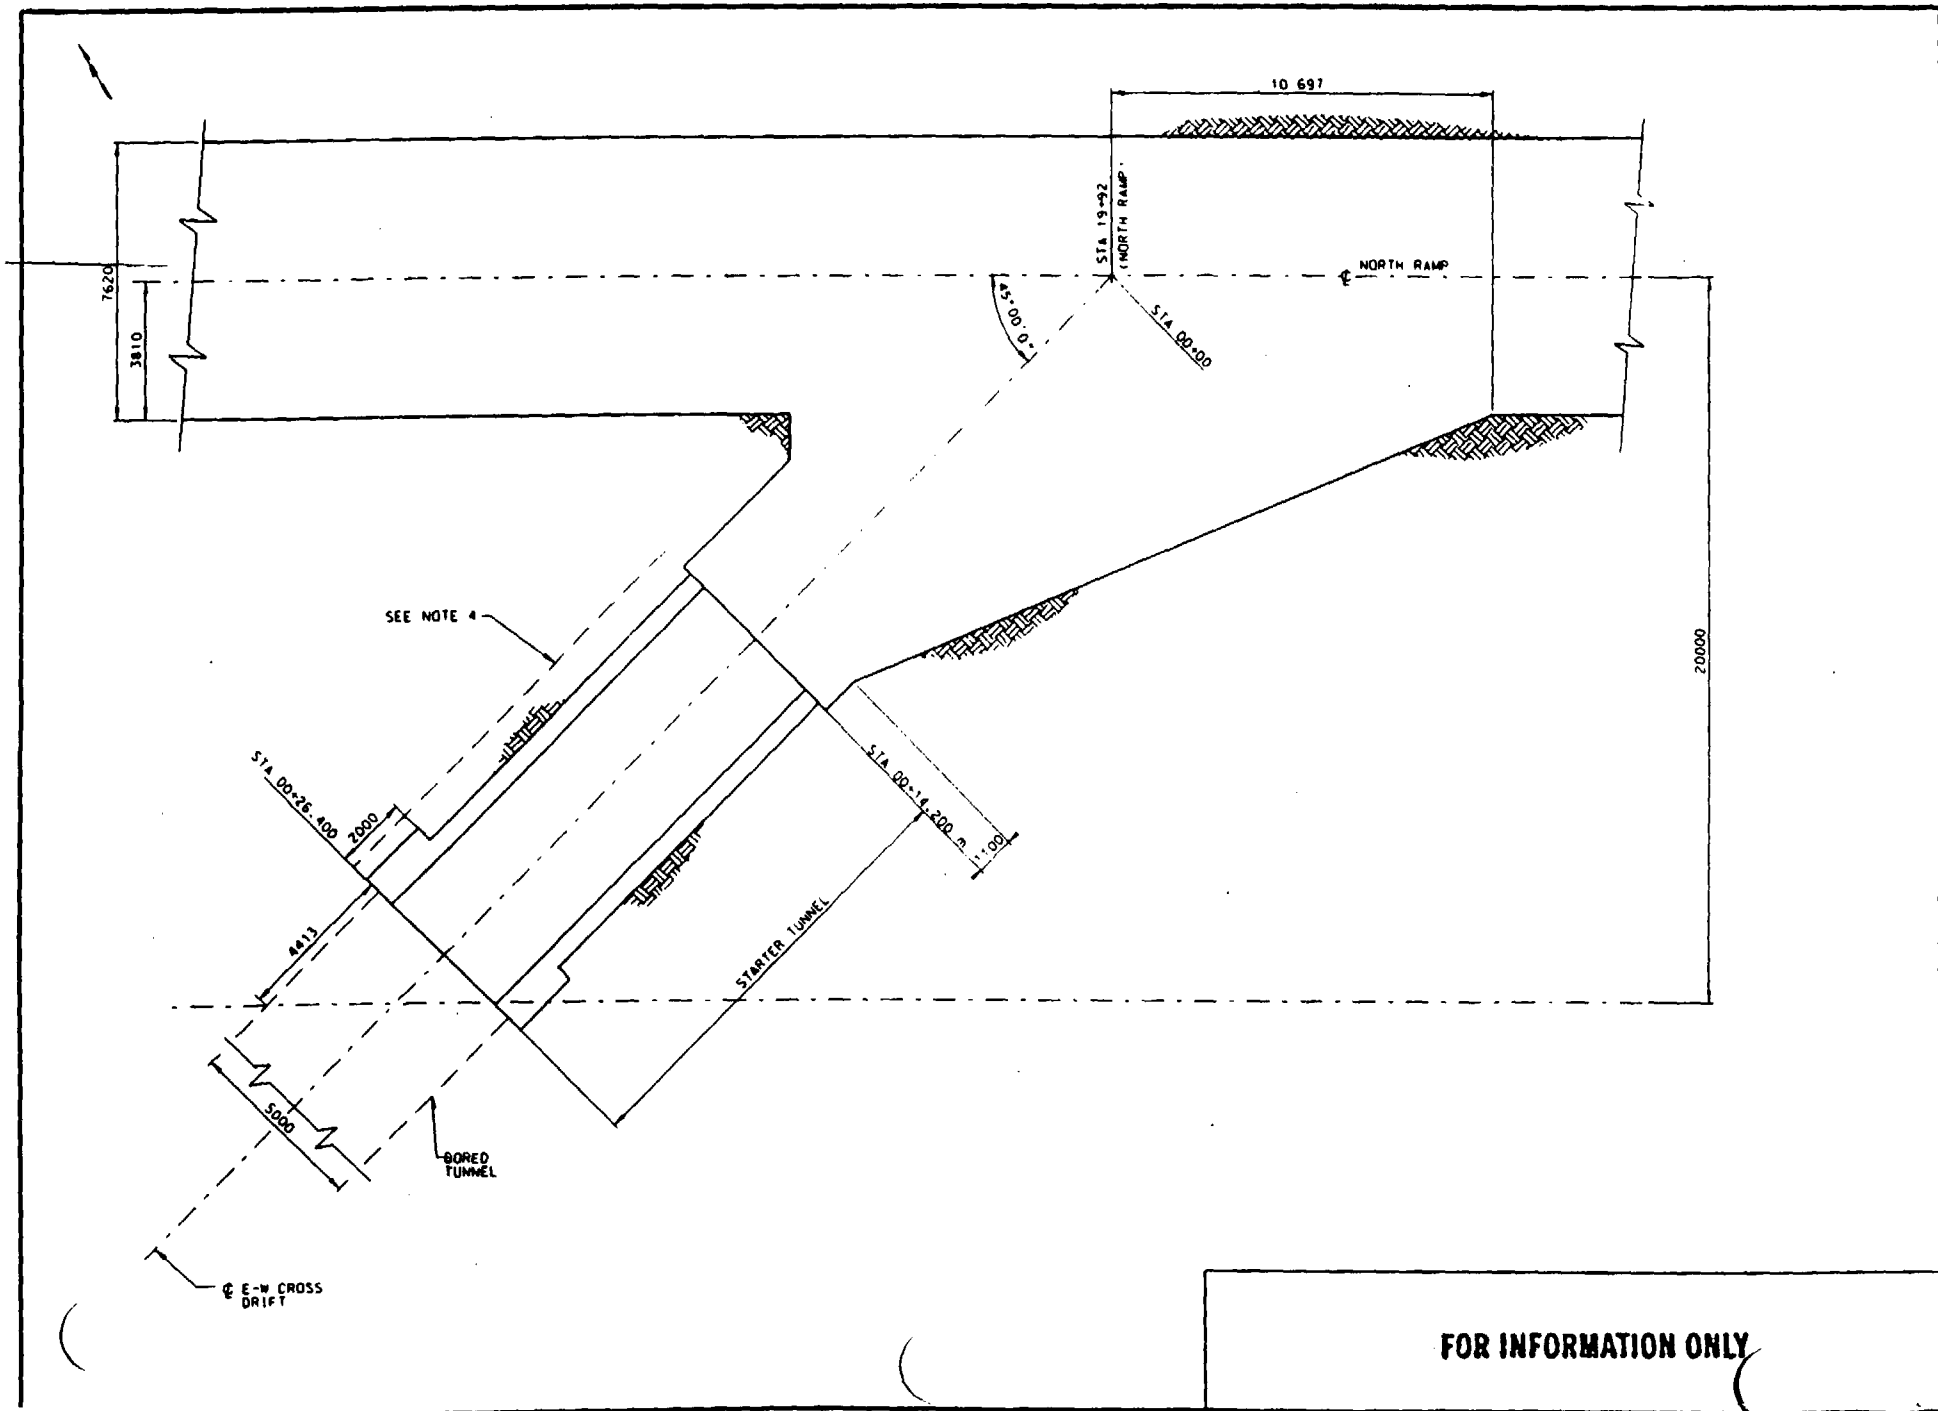 10 697
STA 19+92
(NORTH RAMP)
7620
3810
45°00'0"
℄ NORTH RAMP
STA 00+00
SEE NOTE 4
20000
STA 00+26.400
2000
STA 00+14.200 m
1100
4413
STARTER TUNNEL
5000
BORED
TUNNEL
℄ E-W CROSS
DRIFT
FOR INFORMATION ONLY